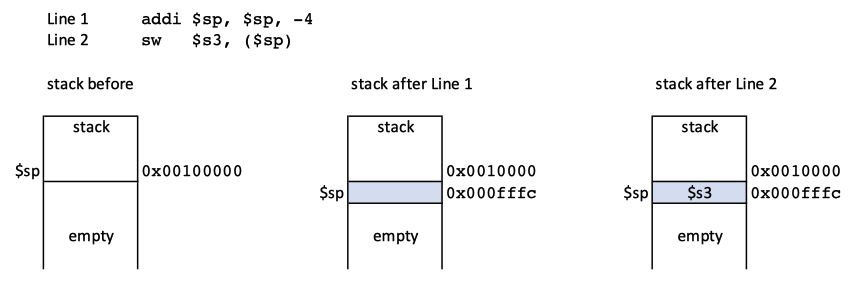 Line 1 addi $sp, $sp, -4
Line 2 sw $s3, ($sp)
stack before stack after Line 1 stack after Line 2
stack stack stack
$sp 0x00100000 0x0010000 0x0010000
$sp 0x000fffc $sp $s3 0x000fffc
empty empty empty